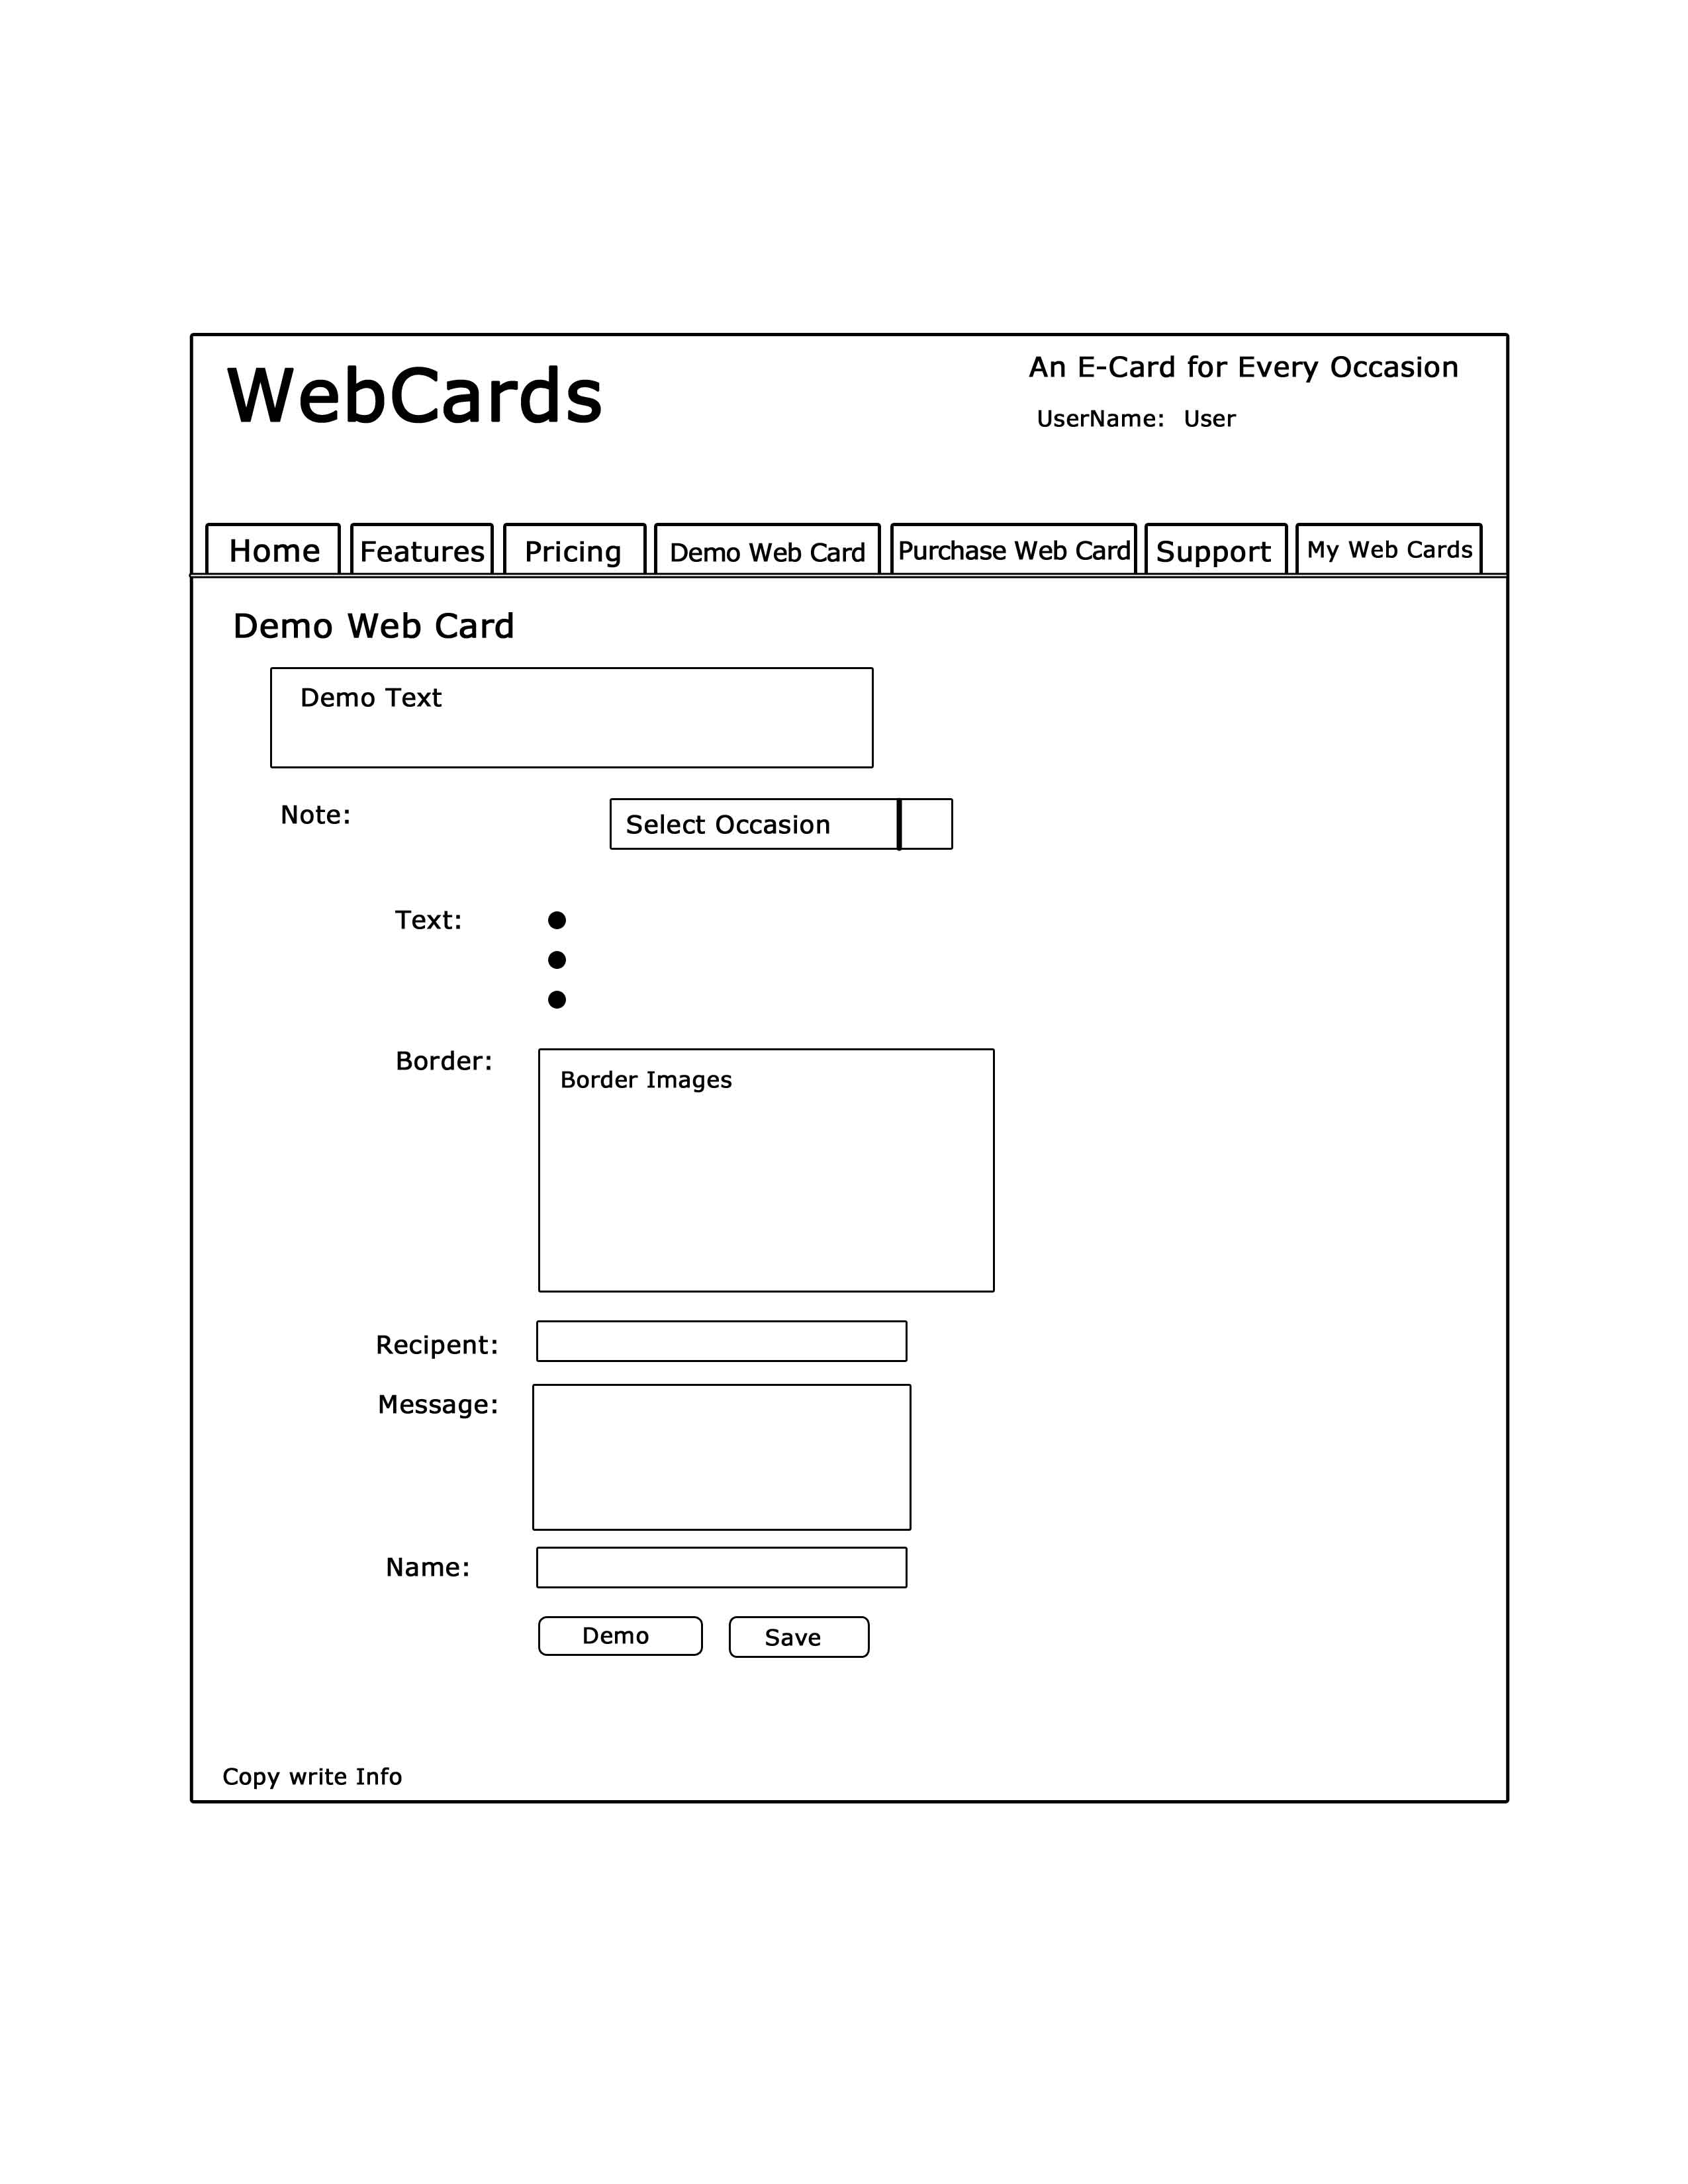 WebCards
An E-Card for Every Occasion
UserName: User
Home Features Pricing Demo Web Card Purchase Web Card Support My Web Cards
Demo Web Card
Demo Text
Note:
Select Occasion
Text:
Border:
Border Images
Recipent:
Message:
Name:
Demo Save
Copy write Info